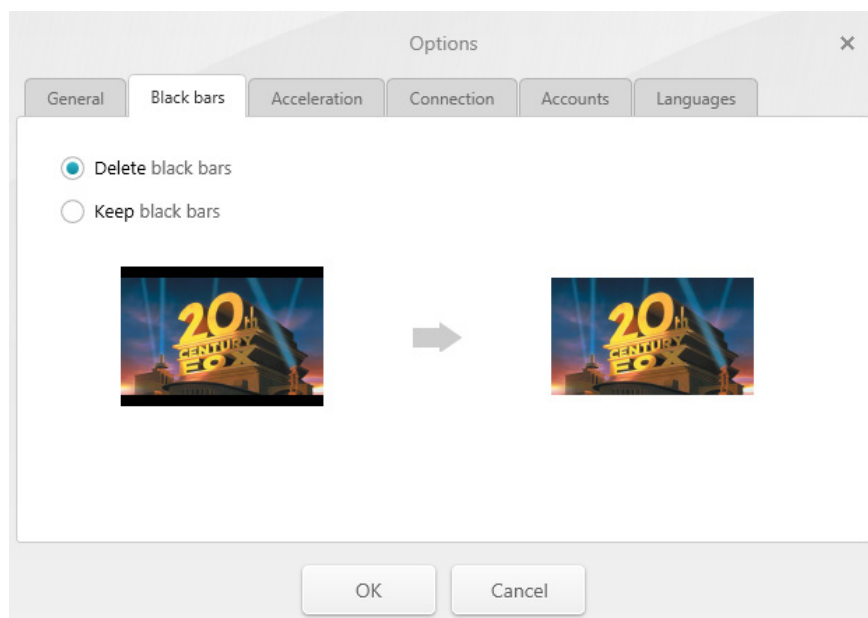 Options
General Black bars Acceleration Connection Accounts Languages
Delete black bars
Keep black bars
20th
CENTURY
FOX
20th
CENTURY
FOX
OK Cancel